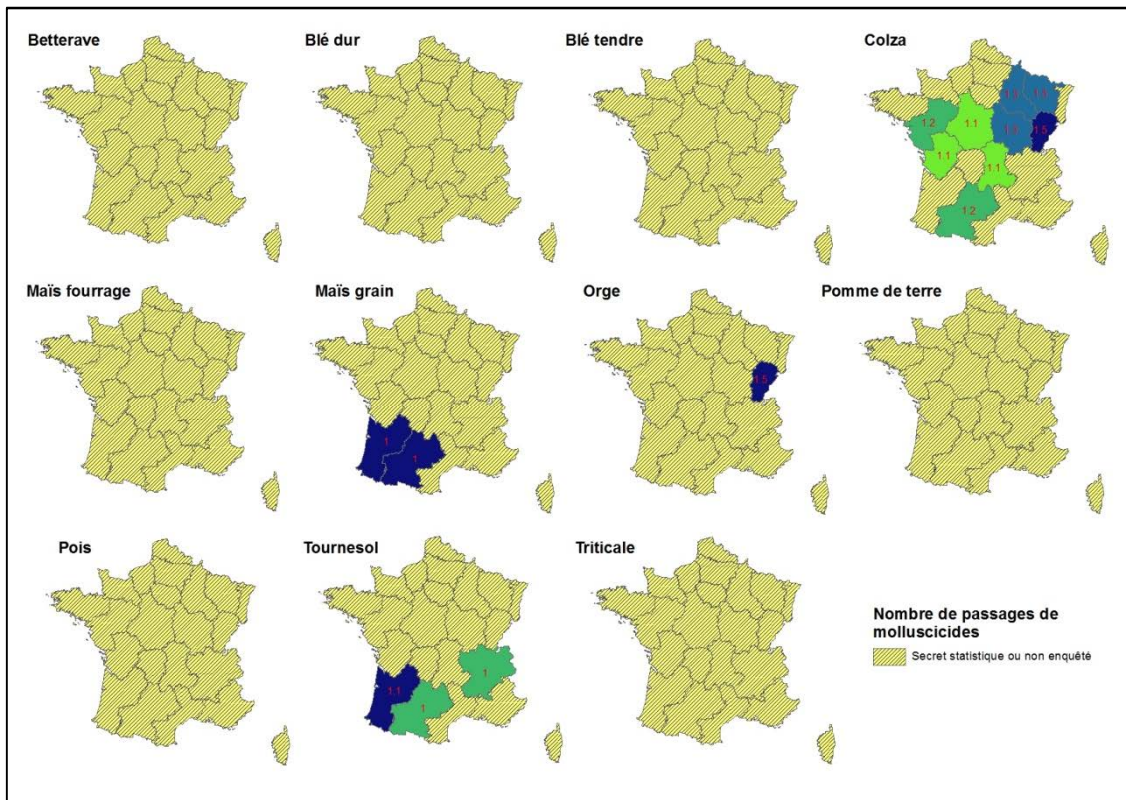 Betterave
Blé dur
Blé tendre
Colza
1.5
1.2
1.1
1.1
1.1
1.2
Maïs fourrage
Maïs grain
Orge
Pomme de terre
1
1
1.5
Pois
Tournesol
Triticale
1.1
1
1
Nombre de passages de
molluscicides
Secret statistique ou non enquêté